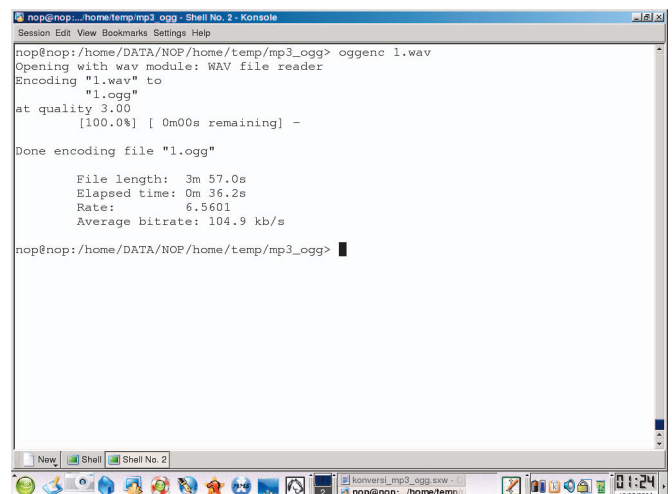 nop@nop:.../home/temp/mp3_ogg - Shell No. 2 - Konsole
Session Edit View Bookmarks Settings Help
nop@nop:/home/DATA/NOP/home/temp/mp3_ogg> oggenc 1.wav
Opening with wav module: WAV file reader
Encoding "1.wav" to
"1.ogg"
at quality 3.00
[100.0%] [ 0m00s remaining] -
Done encoding file "1.ogg"
File length: 3m 57.0s
Elapsed time: 0m 36.2s
Rate: 6.5601
Average bitrate: 104.9 kb/s
nop@nop:/home/DATA/NOP/home/temp/mp3_ogg>
New Shell Shell No. 2
konversi_mp3_ogg.sxw - O
2 nop@nop:.../home/temp/
01:24